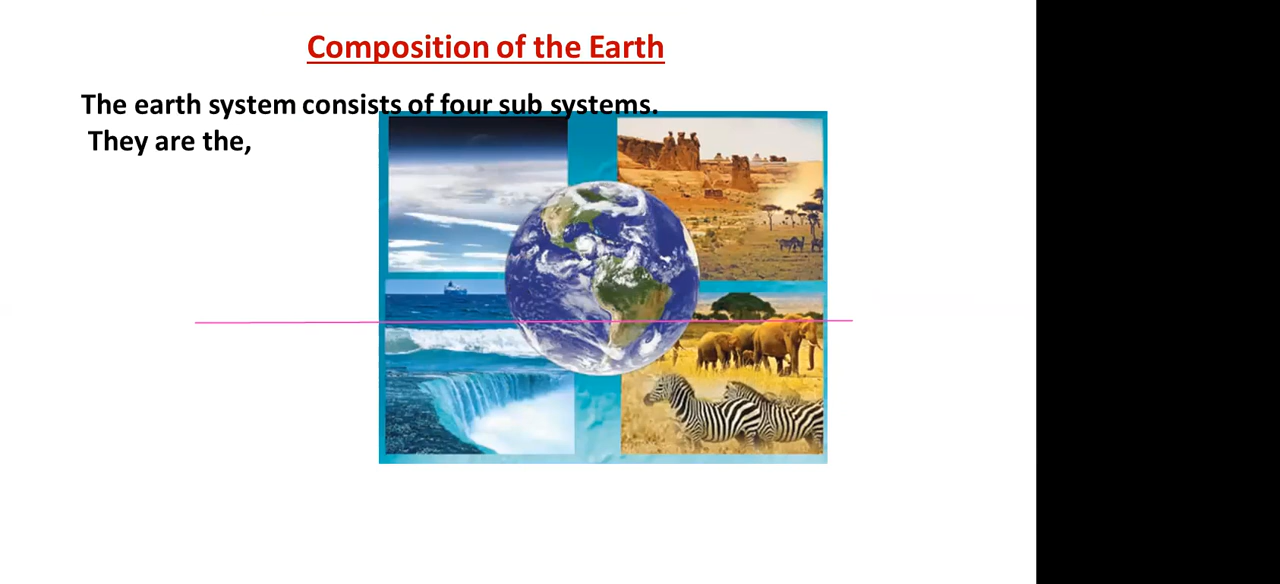 Composition of the Earth
The earth system consists of four sub systems.
They are the,